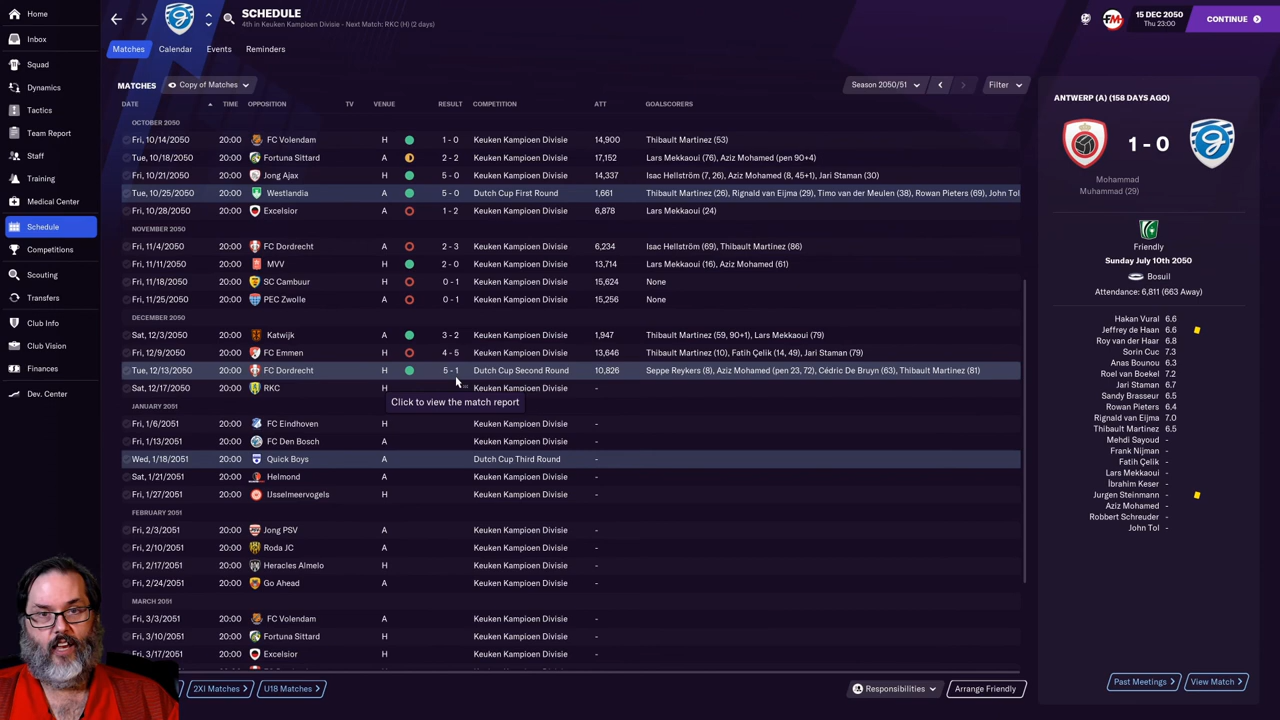 Home
Inbox
Squad
Dynamics
Tactics
Team Report
Staff
Training
Medical Center
Schedule
Competitions
Scouting
Transfers
Club Info
Club Vision
Finances
Dev. Center
SCHEDULE
4th in Keuken Kampioen Divisie - Next Match: RKC (H) (2 days)
FM
15 DEC 2050
Thu 23:00
CONTINUE
Matches Calendar Events Reminders
MATCHES Copy of Matches Season 2050/51 Filter
DATE TIME OPPOSITION TV VENUE RESULT COMPETITION ATT GOALSCORERS
OCTOBER 2050
Fri, 10/14/2050 20:00 FC Volendam H 1 - 0 Keuken Kampioen Divisie 14,900 Thibault Martinez (53)
Tue, 10/18/2050 20:00 Fortuna Sittard A 2 - 2 Keuken Kampioen Divisie 17,152 Lars Mekkaoui (76), Aziz Mohamed (pen 90+4)
Fri, 10/21/2050 20:00 Jong Ajax H 5 - 0 Keuken Kampioen Divisie 14,337 Isac Hellström (7, 26), Aziz Mohamed (8, 45+1), Jari Staman (30)
Tue, 10/25/2050 20:00 Westlandia A 5 - 0 Dutch Cup First Round 1,661 Thibault Martinez (26), Rignald van Eijma (29), Timo van der Meulen (38), Rowan Pieters (69), John Tol
Fri, 10/28/2050 20:00 Excelsior A 1 - 2 Keuken Kampioen Divisie 6,878 Lars Mekkaoui (24)
NOVEMBER 2050
Fri, 11/4/2050 20:00 FC Dordrecht A 2 - 3 Keuken Kampioen Divisie 6,234 Isac Hellström (69), Thibault Martinez (86)
Fri, 11/11/2050 20:00 MVV H 2 - 0 Keuken Kampioen Divisie 13,714 Lars Mekkaoui (16), Aziz Mohamed (61)
Fri, 11/18/2050 20:00 SC Cambuur H 0 - 1 Keuken Kampioen Divisie 15,624 None
Fri, 11/25/2050 20:00 PEC Zwolle A 0 - 1 Keuken Kampioen Divisie 15,256 None
DECEMBER 2050
Sat, 12/3/2050 20:00 Katwijk A 3 - 2 Keuken Kampioen Divisie 1,947 Thibault Martinez (59, 90+1), Lars Mekkaoui (79)
Fri, 12/9/2050 20:00 FC Emmen H 4 - 5 Keuken Kampioen Divisie 13,646 Thibault Martinez (10), Fatih Çelik (14, 49), Jari Staman (79)
Tue, 12/13/2050 20:00 FC Dordrecht H 5 - 1 Dutch Cup Second Round 10,826 Seppe Reykers (8), Aziz Mohamed (pen 23, 72), Cédric De Bruyn (63), Thibault Martinez (81)
Sat, 12/17/2050 20:00 RKC H Keuken Kampioen Divisie -
Click to view the match report
JANUARY 2051
Fri, 1/6/2051 20:00 FC Eindhoven H Keuken Kampioen Divisie -
Fri, 1/13/2051 20:00 FC Den Bosch A Keuken Kampioen Divisie -
Wed, 1/18/2051 20:00 Quick Boys A Dutch Cup Third Round -
Sat, 1/21/2051 20:00 Helmond A Keuken Kampioen Divisie -
Fri, 1/27/2051 20:00 IJsselmeervogels H Keuken Kampioen Divisie -
FEBRUARY 2051
Fri, 2/3/2051 20:00 Jong PSV A Keuken Kampioen Divisie -
Fri, 2/10/2051 20:00 Roda JC A Keuken Kampioen Divisie -
Fri, 2/17/2051 20:00 Heracles Almelo H Keuken Kampioen Divisie -
Fri, 2/24/2051 20:00 Go Ahead A Keuken Kampioen Divisie -
MARCH 2051
Fri, 3/3/2051 20:00 FC Volendam A Keuken Kampioen Divisie -
Fri, 3/10/2051 20:00 Fortuna Sittard H Keuken Kampioen Divisie -
Fri, 3/17/2051 20:00 Excelsior H Keuken Kampioen Divisie -
2XI Matches U18 Matches Responsibilities Arrange Friendly
ANTWERP (A) (158 DAYS AGO)
1 - 0
Mohammad
Muhammad (29)
Friendly
Sunday July 10th 2050
Bosuil
Attendance: 6,811 (663 Away)
Hakan Vural 6.6
Jeffrey de Haan 6.6
Roy van der Haar 6.8
Sorin Cuc 7.3
Anas Bounou 6.3
Roel van Boekel 7.2
Jari Staman 6.7
Sandy Brasseur 6.5
Rowan Pieters 6.4
Rignald van Eijma 7.0
Thibault Martinez 6.5
Mehdi Sayoud -
Frank Nijman -
Fatih Çelik -
Lars Mekkaoui -
İbrahim Keser -
Jurgen Steinmann -
Aziz Mohamed -
Robbert Schreuder -
John Tol -
Past Meetings View Match